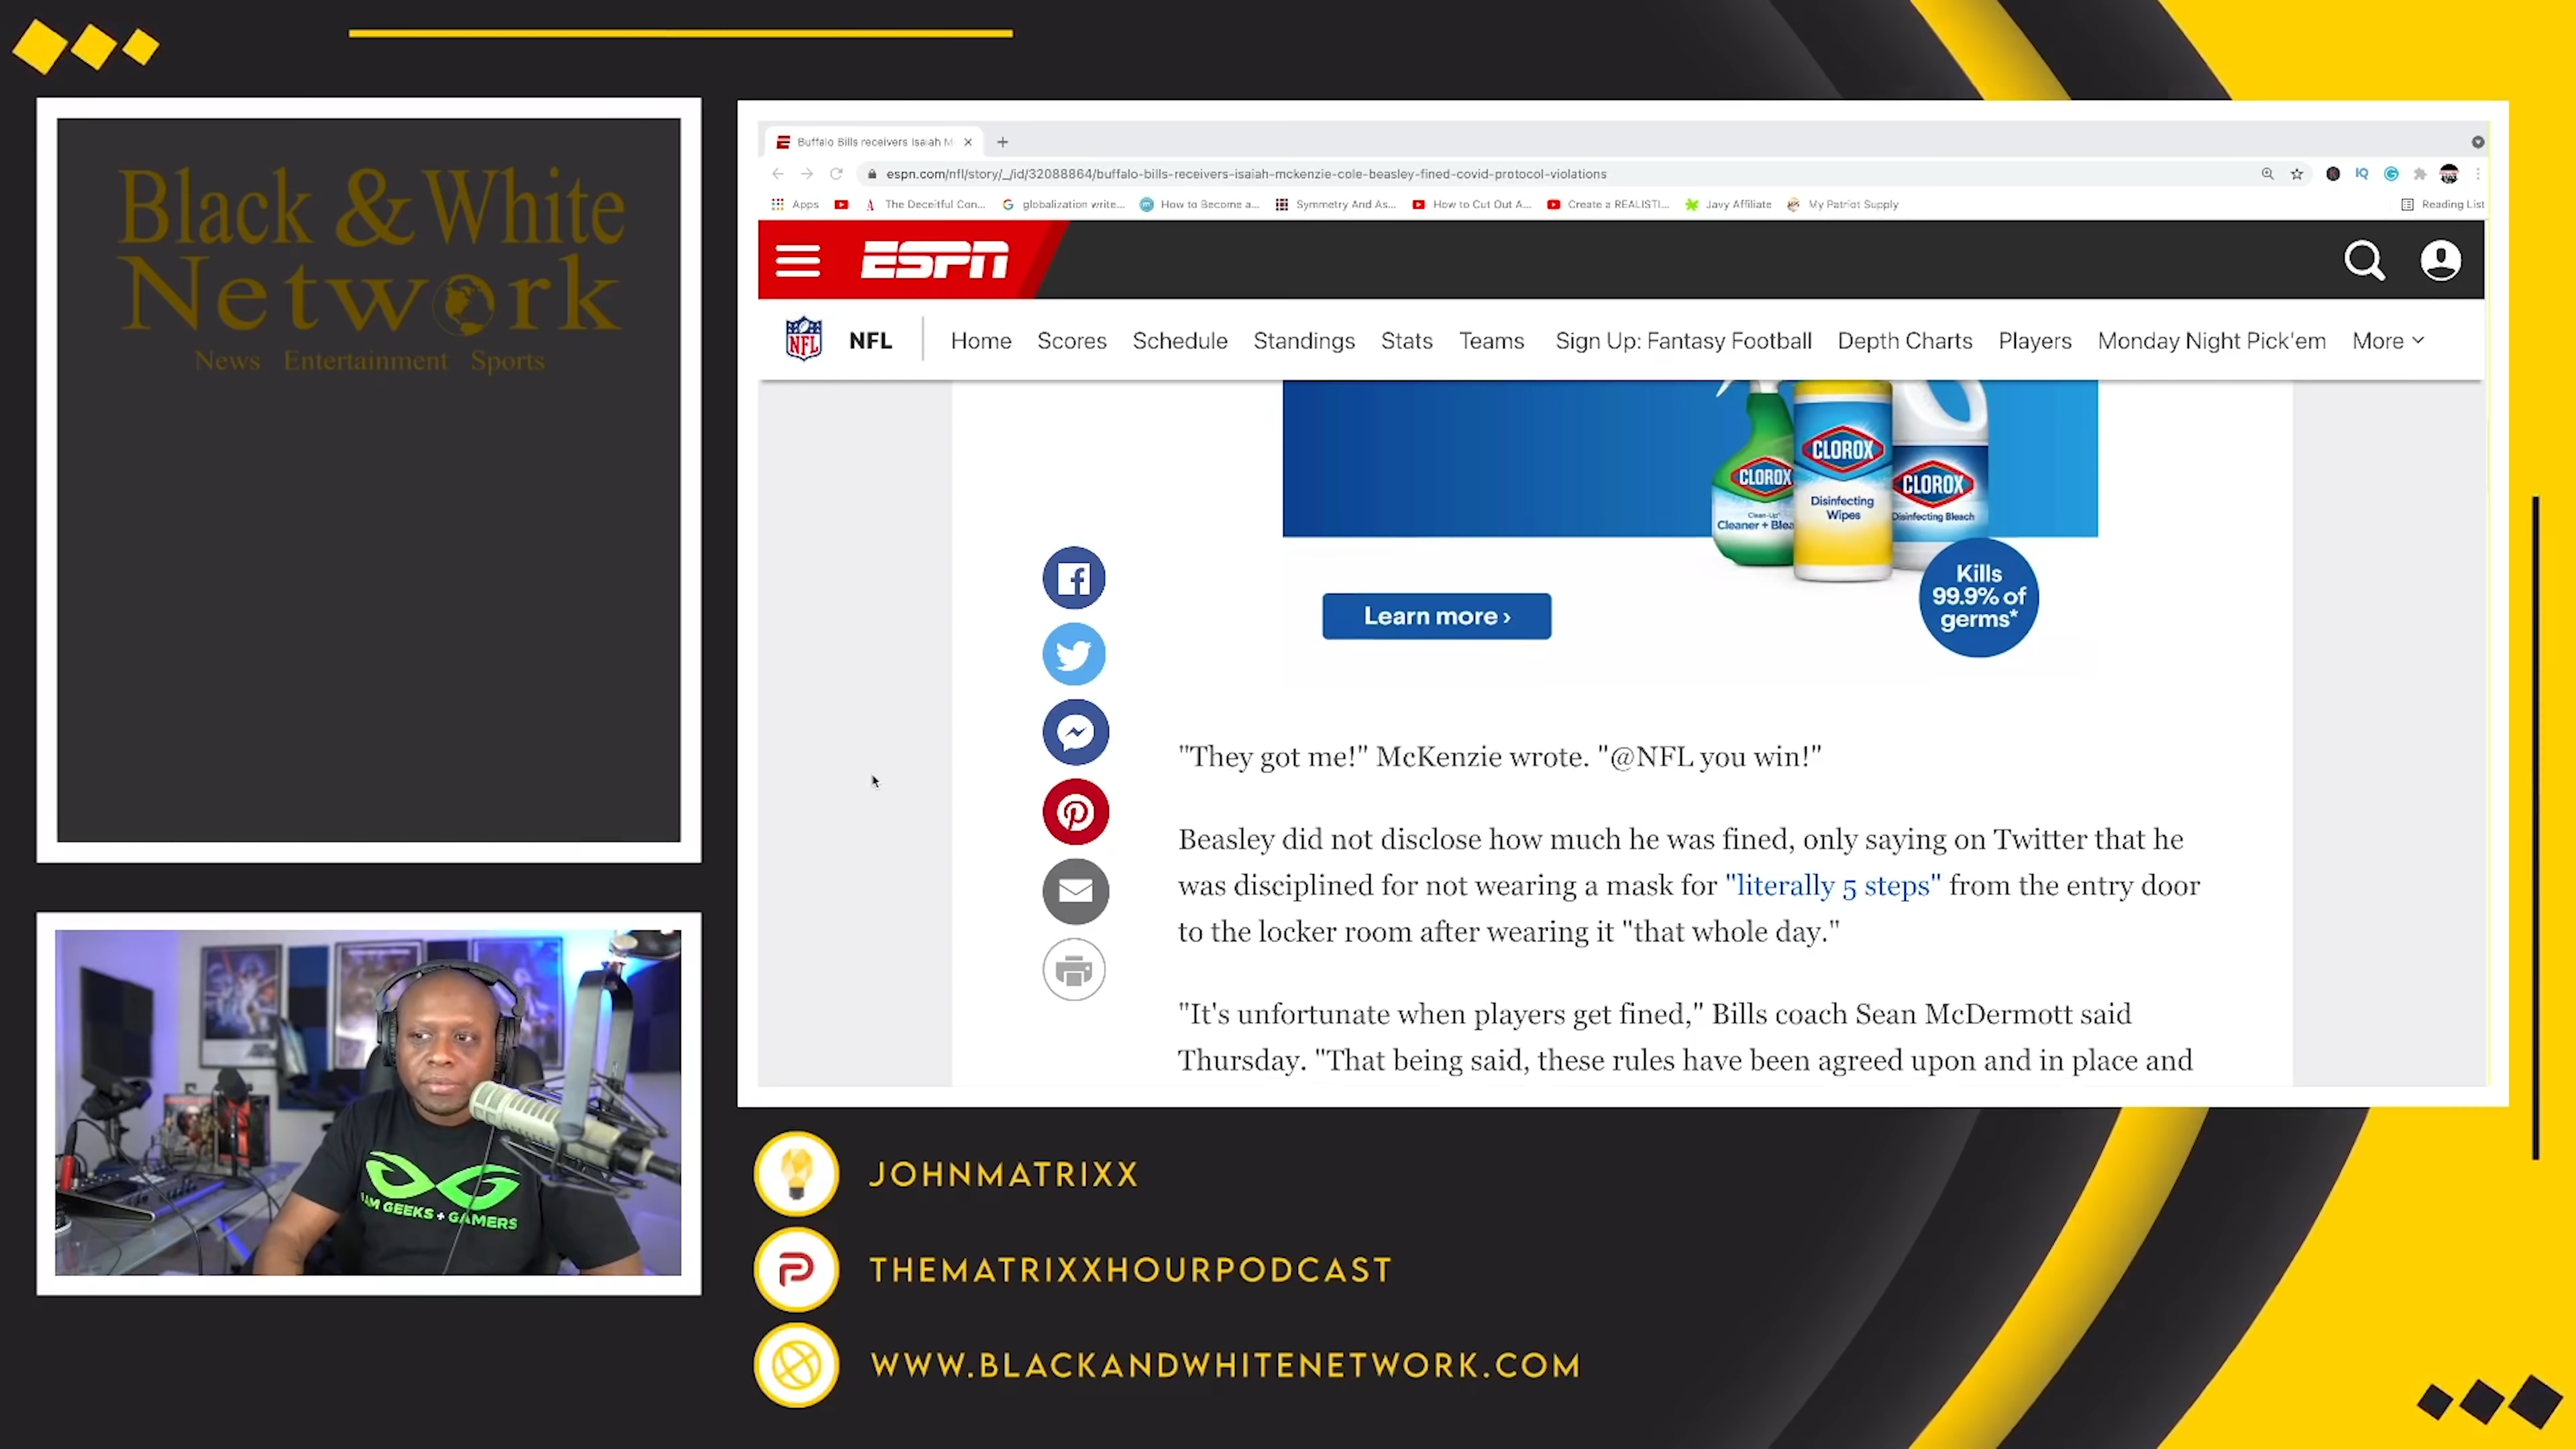 Black & White
Network
News Entertainment Sports
Buffalo Bills receivers Isaiah M
espn.com/nfl/story/_/id/32088864/buffalo-bills-receivers-isaiah-mckenzie-cole-beasley-fined-covid-protocol-violations
Apps
The Deceitful Con...
globalization write...
How to Become a...
Symmetry And As...
How to Cut Out A...
Create a REALISTI...
Javy Affiliate
My Patriot Supply
Reading List
ESPN
NFL
NFL
Home
Scores
Schedule
Standings
Stats
Teams
Sign Up: Fantasy Football
Depth Charts
Players
Monday Night Pick'em
More
CLOROX
Clean-Up
Cleaner + Blea
CLOROX
Disinfecting
Wipes
CLOROX
Disinfecting Bleach
Kills
99.9% of
germs*
Learn more ›
"They got me!" McKenzie wrote. "@NFL you win!"
Beasley did not disclose how much he was fined, only saying on Twitter that he
was disciplined for not wearing a mask for "literally 5 steps" from the entry door
to the locker room after wearing it "that whole day."
"It's unfortunate when players get fined," Bills coach Sean McDermott said
Thursday. "That being said, these rules have been agreed upon and in place and
I AM GEEKS + GAMERS
JOHNMATRIXX
THEMATRIXXHOURPODCAST
WWW.BLACKANDWHITENETWORK.COM